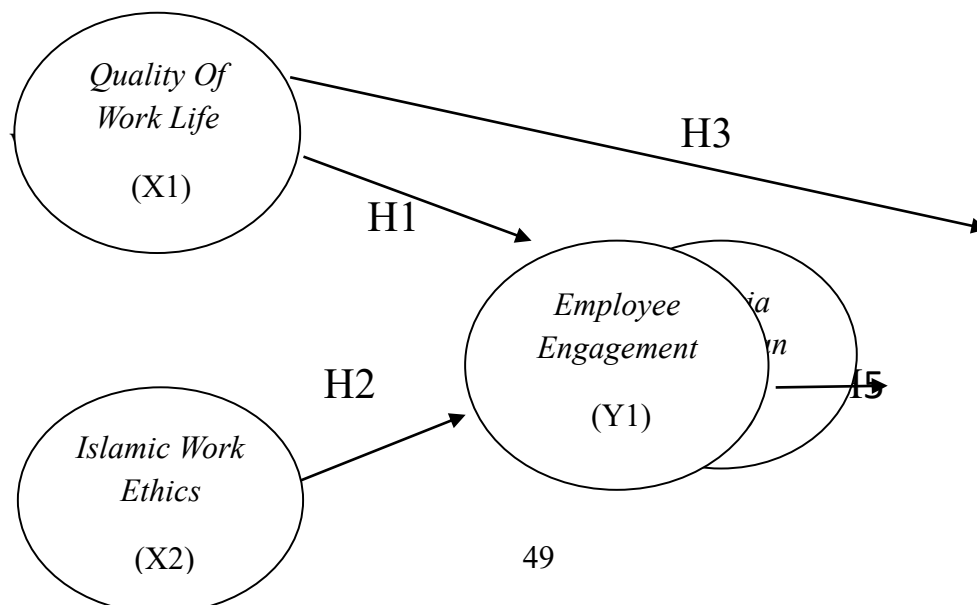 Quality Of
Work Life
(X1)
H3
H1
Employee
Engagement
(Y1)
H2
Islamic Work
Ethics
(X2)
49